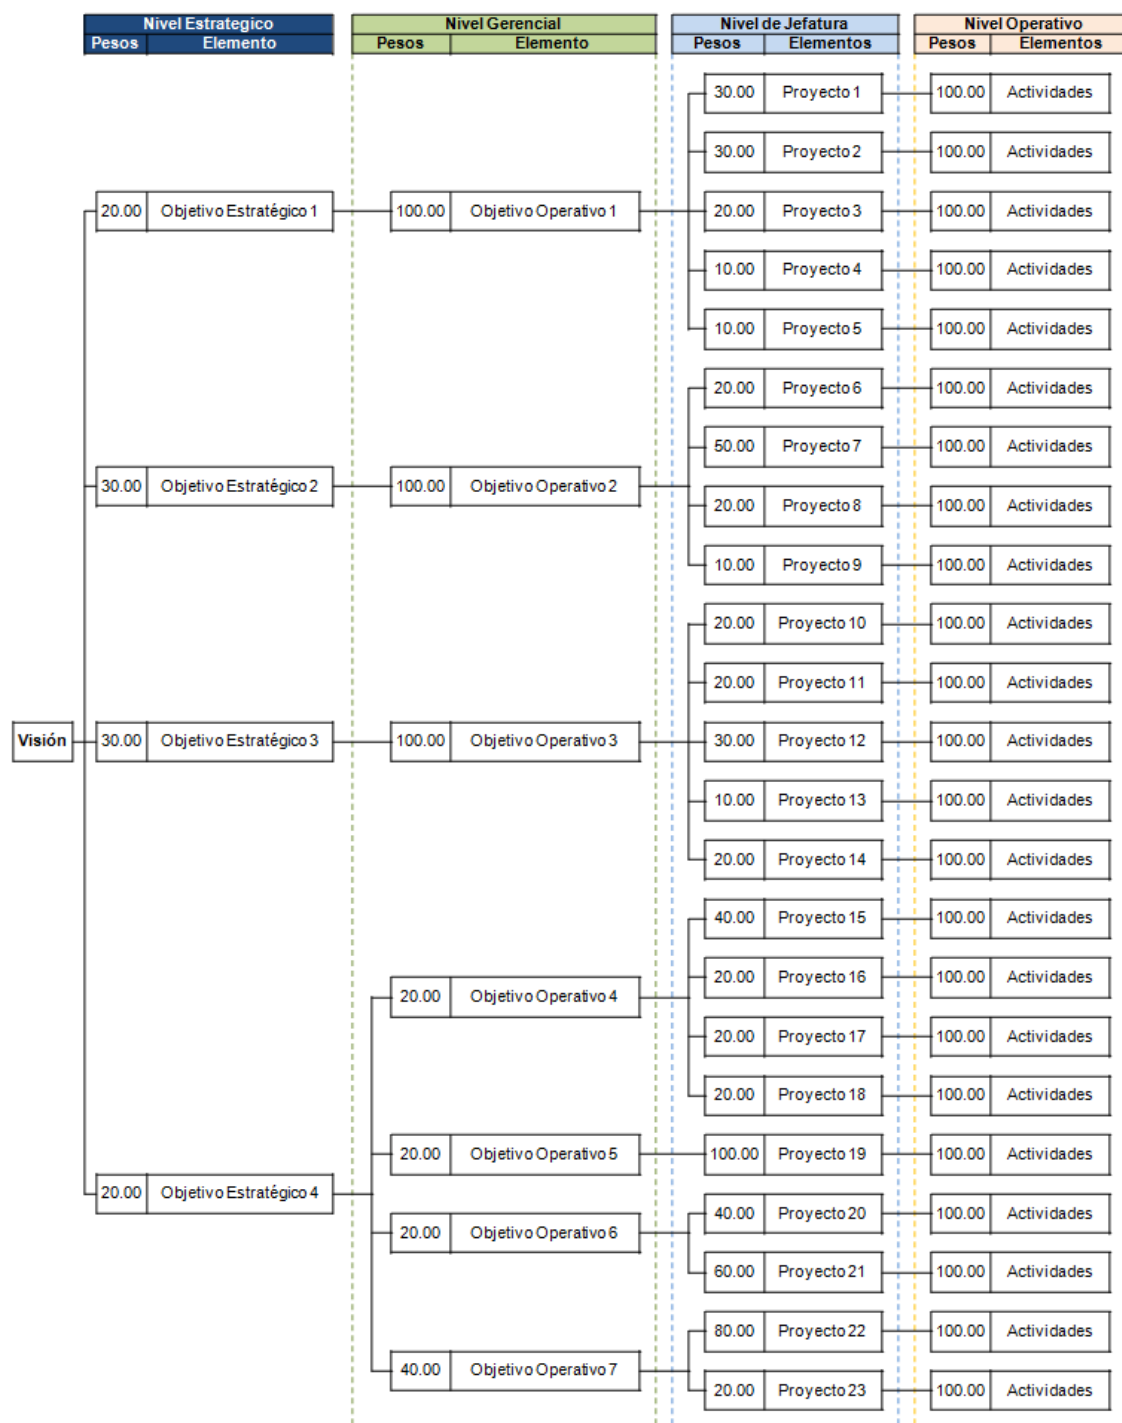 Nivel Estrategico Nivel Gerencial Nivel de Jefatura Nivel Operativo
Pesos Elemento Pesos Elemento Pesos Elementos Pesos Elementos
30.00 Proyecto 1 100.00 Actividades
30.00 Proyecto 2 100.00 Actividades
20.00 Objetivo Estratégico 1 100.00 Objetivo Operativo 1 20.00 Proyecto 3 100.00 Actividades
10.00 Proyecto 4 100.00 Actividades
10.00 Proyecto 5 100.00 Actividades
20.00 Proyecto 6 100.00 Actividades
50.00 Proyecto 7 100.00 Actividades
30.00 Objetivo Estratégico 2 100.00 Objetivo Operativo 2
20.00 Proyecto 8 100.00 Actividades
10.00 Proyecto 9 100.00 Actividades
20.00 Proyecto 10 100.00 Actividades
20.00 Proyecto 11 100.00 Actividades
Visión 30.00 Objetivo Estratégico 3 100.00 Objetivo Operativo 3 30.00 Proyecto 12 100.00 Actividades
10.00 Proyecto 13 100.00 Actividades
20.00 Proyecto 14 100.00 Actividades
40.00 Proyecto 15 100.00 Actividades
20.00 Proyecto 16 100.00 Actividades
20.00 Objetivo Operativo 4
20.00 Proyecto 17 100.00 Actividades
20.00 Proyecto 18 100.00 Actividades
20.00 Objetivo Operativo 5 100.00 Proyecto 19 100.00 Actividades
20.00 Objetivo Estratégico 4
40.00 Proyecto 20 100.00 Actividades
20.00 Objetivo Operativo 6
60.00 Proyecto 21 100.00 Actividades
80.00 Proyecto 22 100.00 Actividades
40.00 Objetivo Operativo 7
20.00 Proyecto 23 100.00 Actividades